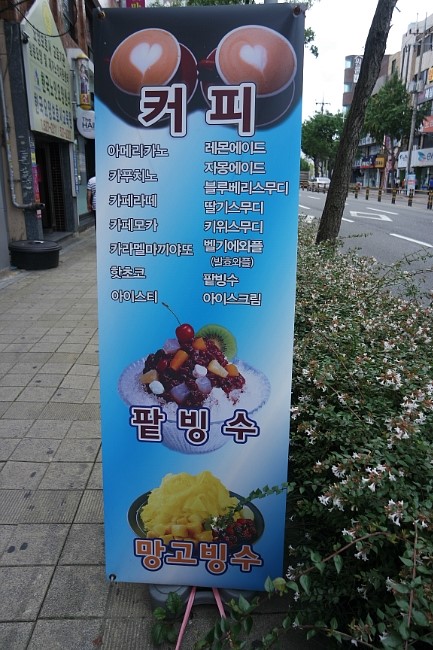 커피
아메리카노
카푸치노
카페라떼
카페모카
카라멜마끼야또
핫초코
아이스티
레몬에이드
자몽에이드
블루베리스무디
딸기스무디
키위스무디
벨기에와플
(발효와플)
팥빙수
아이스크림
팥빙수
망고빙수